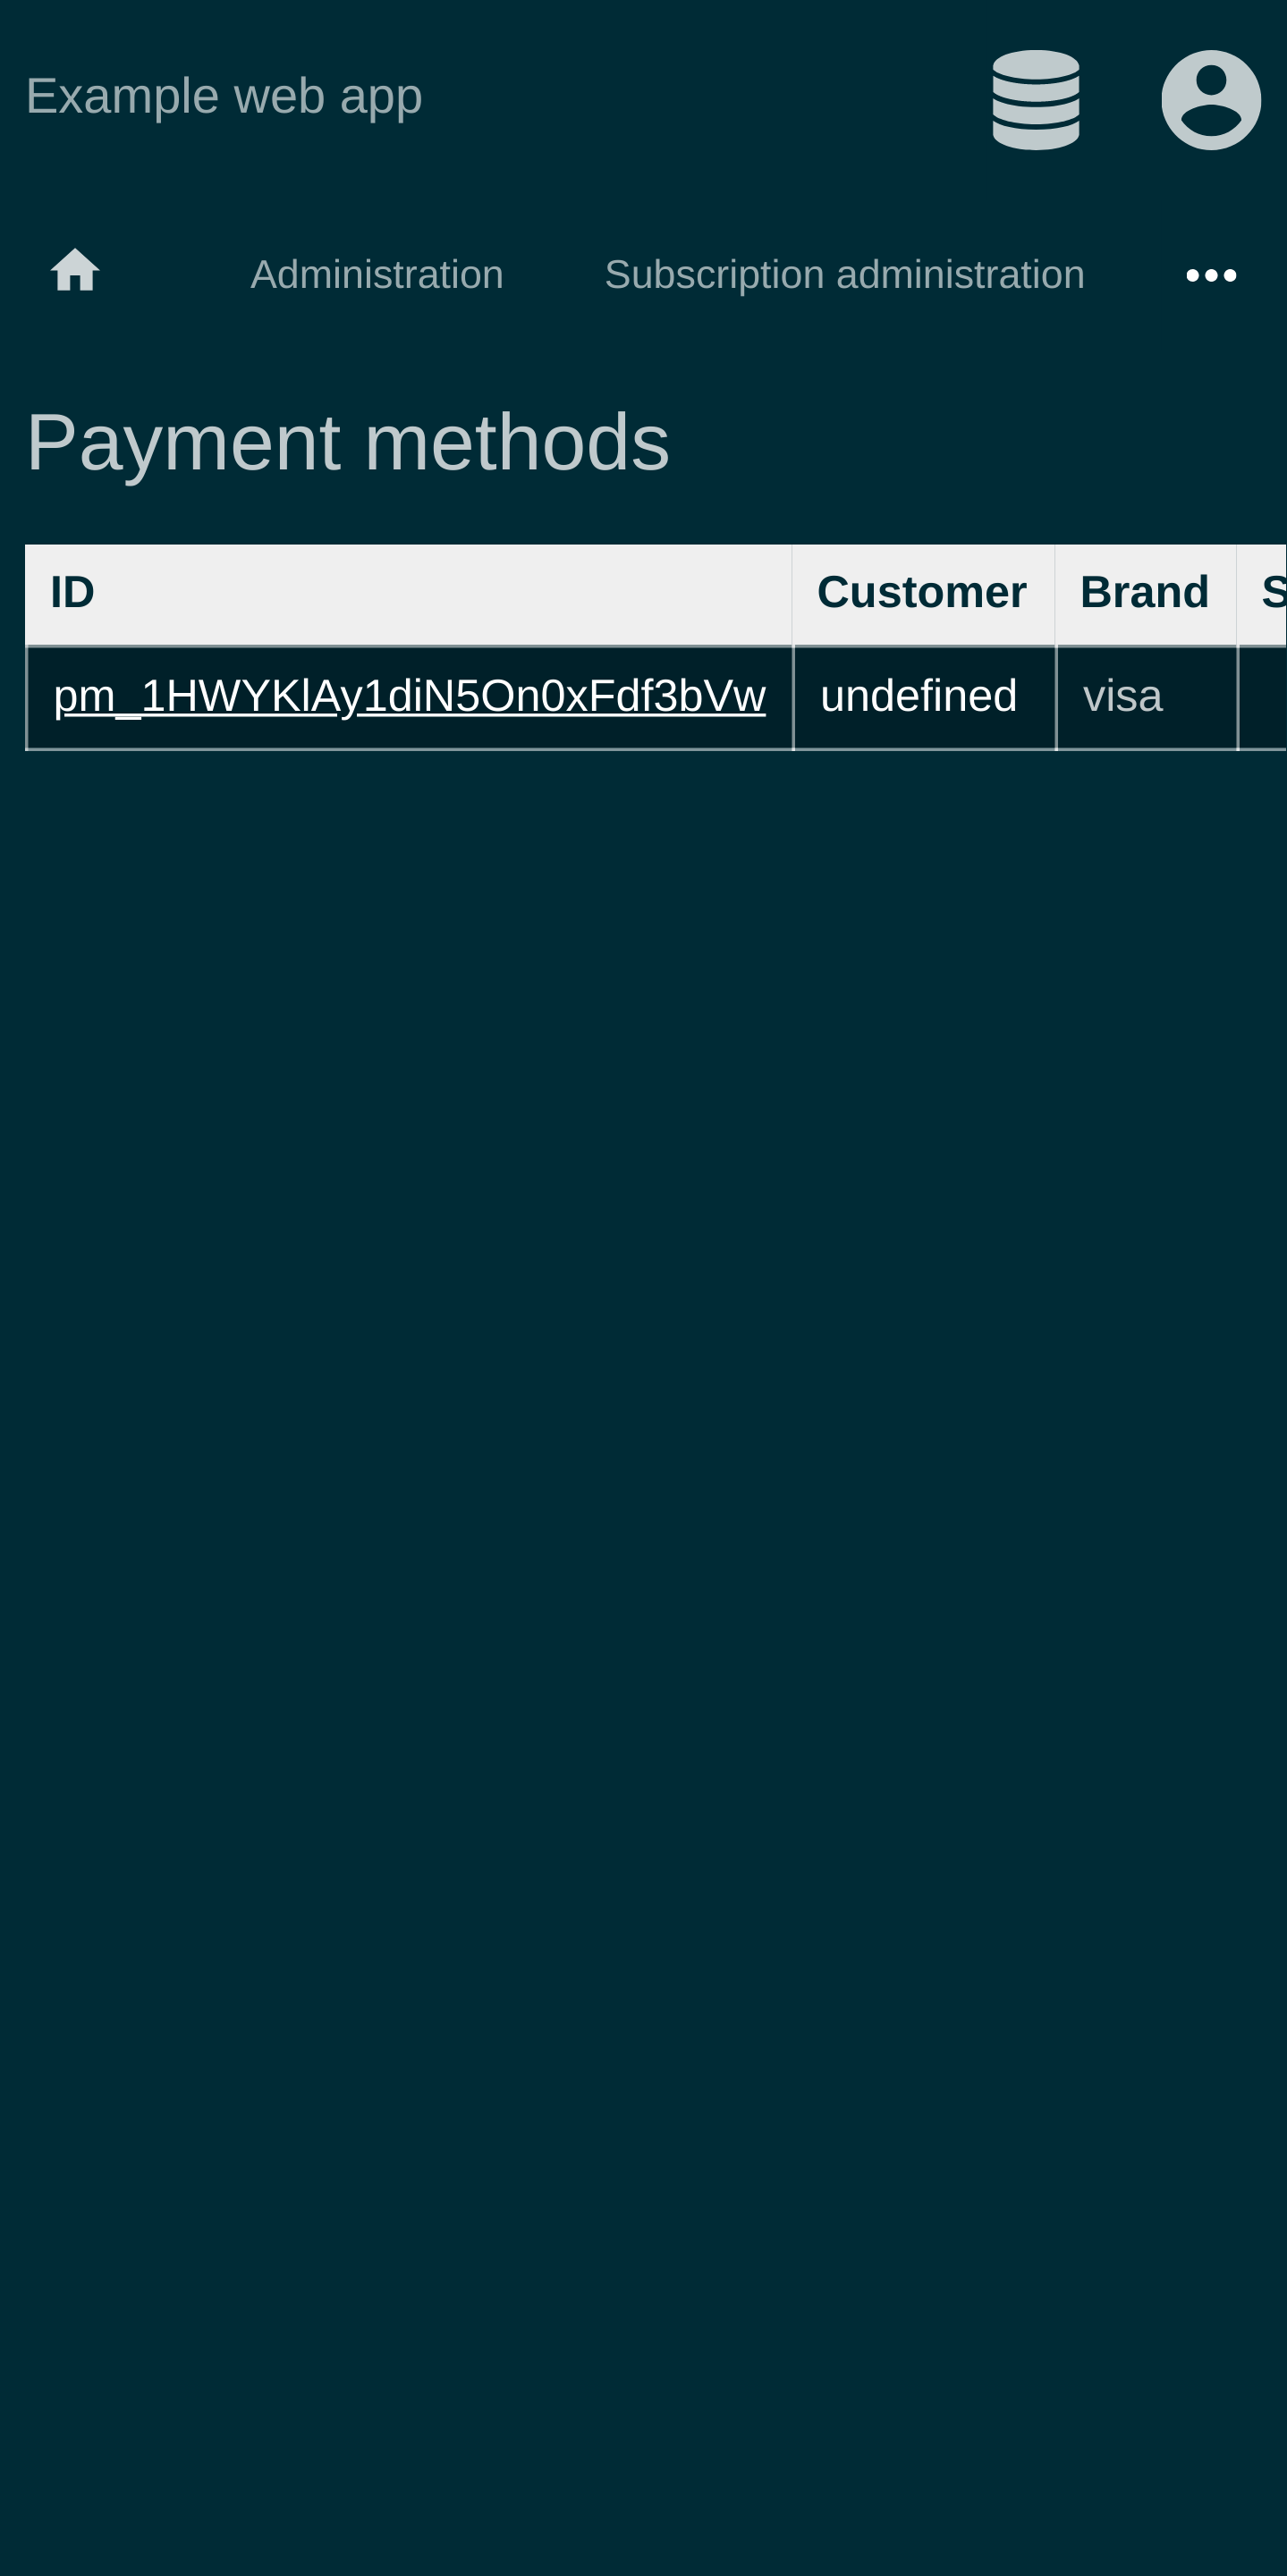 Example web app
Administration Subscription administration
Payment methods
ID Customer Brand S
pm_1HWYKlAy1diN5On0xFdf3bVw undefined visa